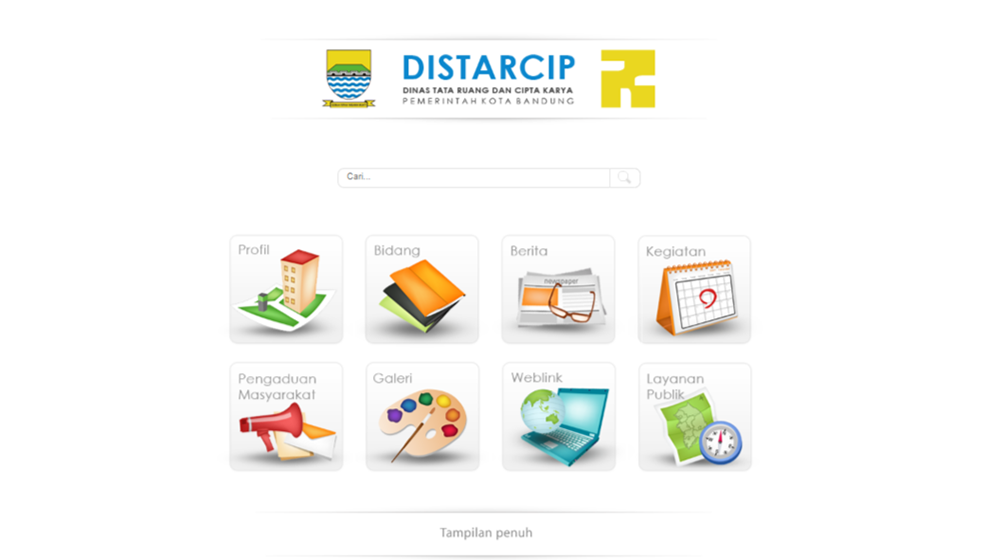 DISTARCIP
DINAS TATA RUANG DAN CIPTA KARYA
PEMERINTAH KOTA BANDUNG
Cari...
Profil
Bidang
Berita
Kegiatan
newspaper
Pengaduan
Masyarakat
Galeri
Weblink
Layanan
Publik
Tampilan penuh